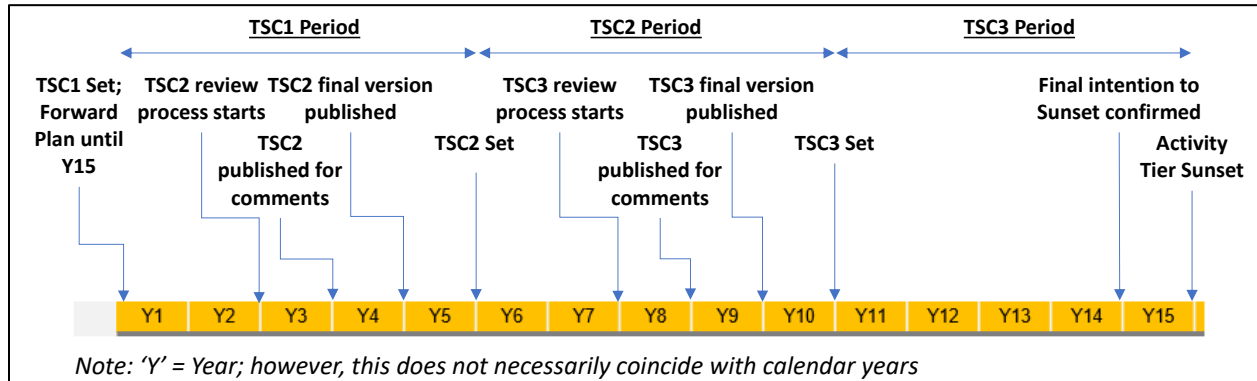 TSC1 Period
TSC2 Period
TSC3 Period
TSC1 Set;
Forward
Plan until
Y15
TSC2 review
process starts
TSC2
published for
comments
TSC2 final version
published
TSC2 Set
TSC3 review
process starts
TSC3
published for
comments
TSC3 final version
published
TSC3 Set
Final intention to
Sunset confirmed
Activity
Tier Sunset
Y1 Y2 Y3 Y4 Y5 Y6 Y7 Y8 Y9 Y10 Y11 Y12 Y13 Y14 Y15
Note: ‘Y’ = Year; however, this does not necessarily coincide with calendar years